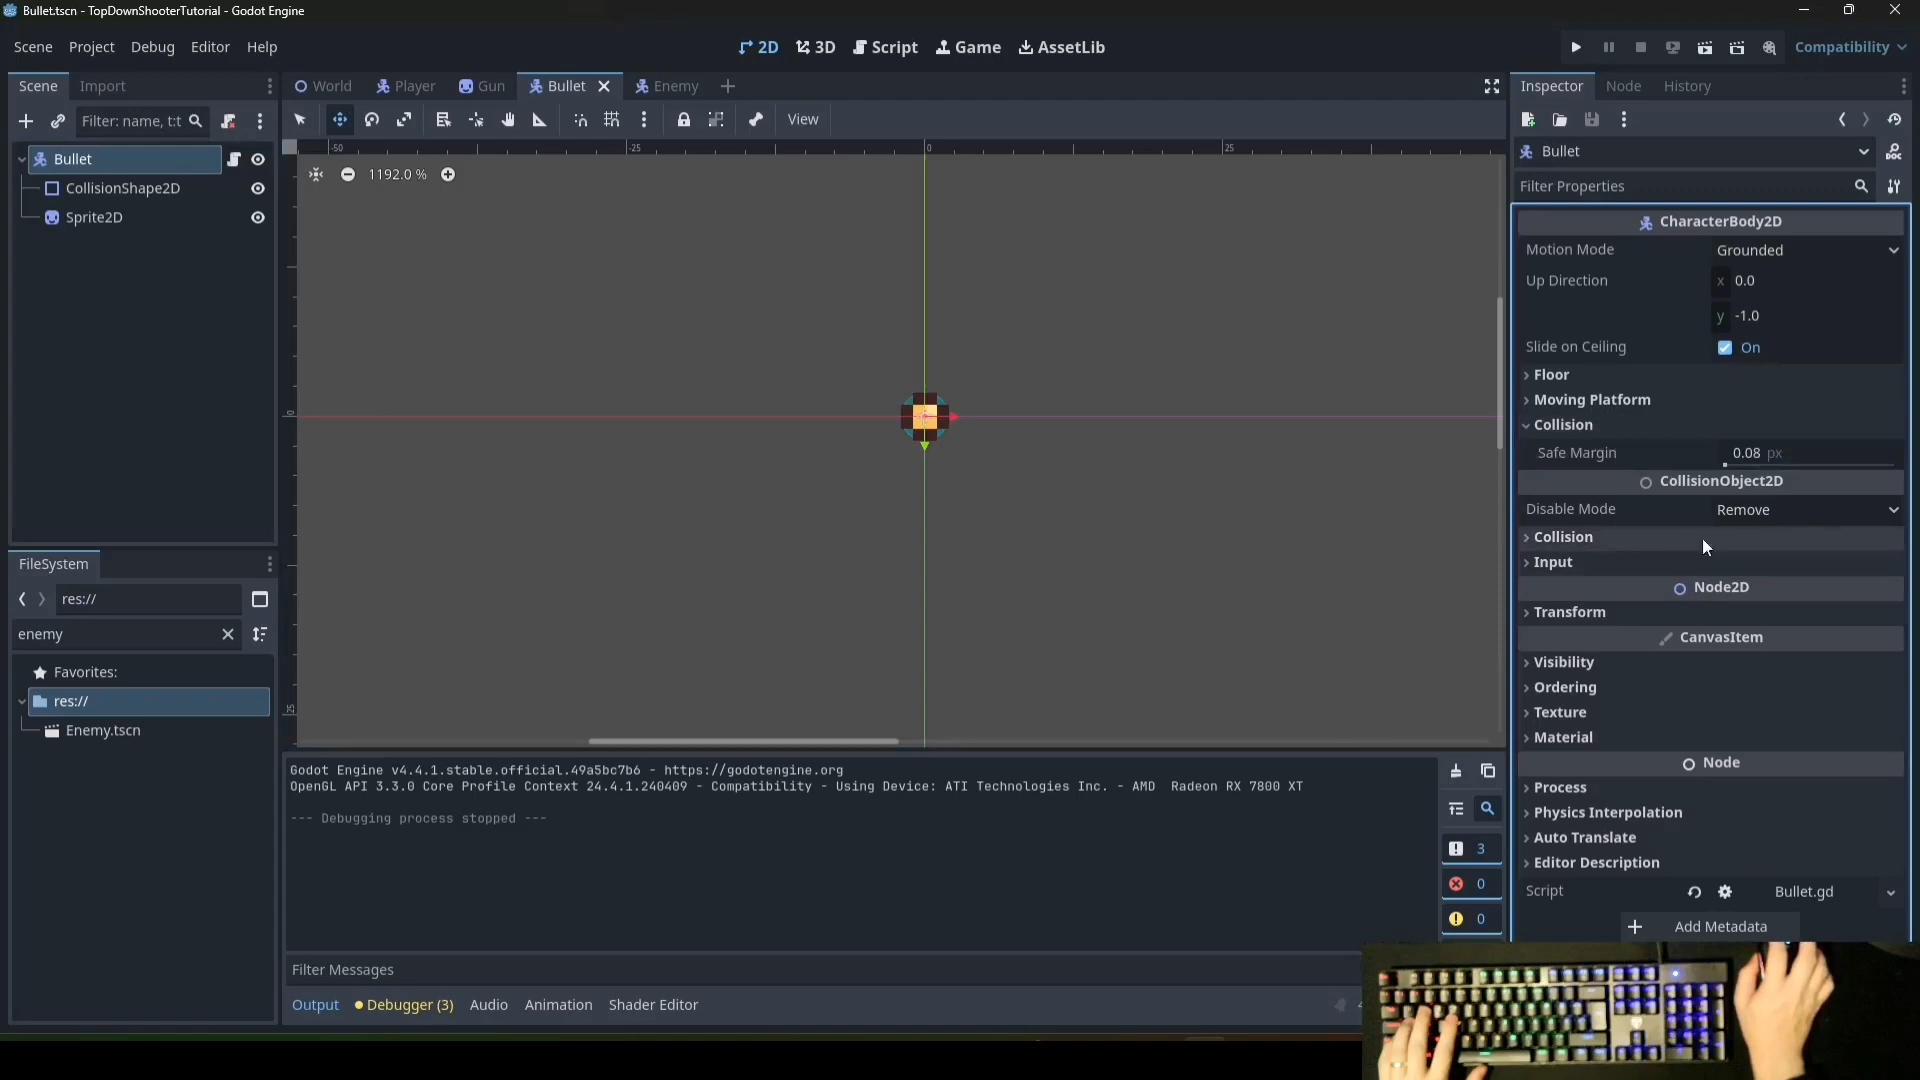 Bullet.tscn - TopDownShooterTutorial - Godot Engine
Scene Project Debug Editor Help
2D 3D Script Game AssetLib
Compatibility
Scene Import
World Player Gun Bullet Enemy
Inspector Node History
Filter: name, t:t
View
Bullet
CollisionShape2D
Sprite2D
-50 -25 0 25
1192.0 %
0
25
Bullet
Filter Properties
CharacterBody2D
Motion Mode Grounded
Up Direction x 0.0
y -1.0
Slide on Ceiling On
Floor
Moving Platform
Collision
Safe Margin 0.08 px
CollisionObject2D
Disable Mode Remove
Collision
Input
Node2D
Transform
CanvasItem
Visibility
Ordering
Texture
Material
Node
Process
Physics Interpolation
Auto Translate
Editor Description
Script Bullet.gd
Add Metadata
FileSystem
res://
enemy
Favorites:
res://
Enemy.tscn
Godot Engine v4.4.1.stable.official.49a5bc7b6 - https://godotengine.org
OpenGL API 3.3.0 Core Profile Context 24.4.1.240409 - Compatibility - Using Device: ATI Technologies Inc. - AMD Radeon RX 7800 XT
--- Debugging process stopped ---
3
0
0
Filter Messages
Output Debugger (3) Audio Animation Shader Editor